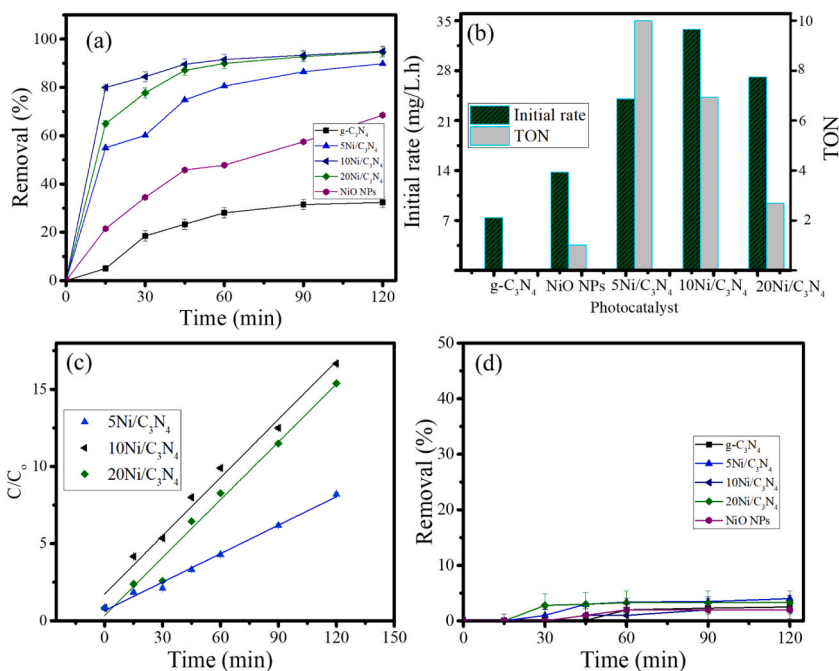 (a)
100
80
60
40
20
0
Removal (%)
g-C₃N₄
5Ni/C₃N₄
10Ni/C₃N₄
20Ni/C₃N₄
NiO NPs
0 30 60 90 120
Time (min)
(b)
35
28
21
14
7
Initial rate (mg/L.h)
Initial rate
TON
10
8
6
4
2
TON
g-C₃N₄ NiO NPs 5Ni/C₃N₄ 10Ni/C₃N₄ 20Ni/C₃N₄
Photocatalyst
(c)
15
10
5
0
C/Cₒ
5Ni/C₃N₄
10Ni/C₃N₄
20Ni/C₃N₄
0 30 60 90 120 150
Time (min)
(d)
50
40
30
20
10
0
Removal (%)
g-C₃N₄
5Ni/C₃N₄
10Ni/C₃N₄
20Ni/C₃N₄
NiO NPs
0 30 60 90 120
Time (min)